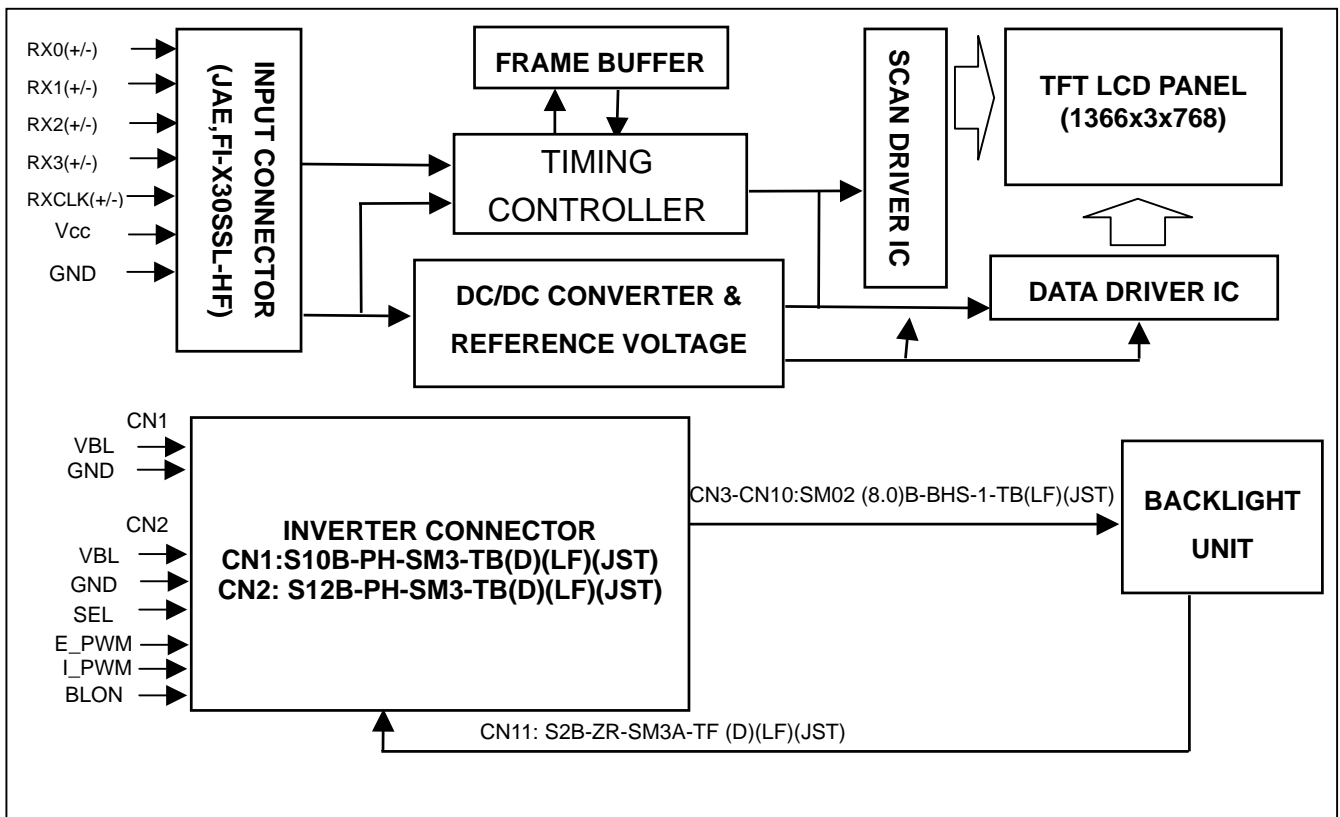 RX0(+/-)
RX1(+/-)
RX2(+/-)
RX3(+/-)
RXCLK(+/-)
Vcc
GND
INPUT CONNECTOR
(JAE,FI-X30SSL-HF)
FRAME BUFFER
TIMING
CONTROLLER
DC/DC CONVERTER &
REFERENCE VOLTAGE
SCAN DRIVER IC
TFT LCD PANEL
(1366x3x768)
DATA DRIVER IC
CN1
VBL
GND
CN2
VBL
GND
SEL
E_PWM
I_PWM
BLON
INVERTER CONNECTOR
CN1:S10B-PH-SM3-TB(D)(LF)(JST)
CN2: S12B-PH-SM3-TB(D)(LF)(JST)
CN3-CN10:SM02 (8.0)B-BHS-1-TB(LF)(JST)
BACKLIGHT
UNIT
CN11: S2B-ZR-SM3A-TF (D)(LF)(JST)